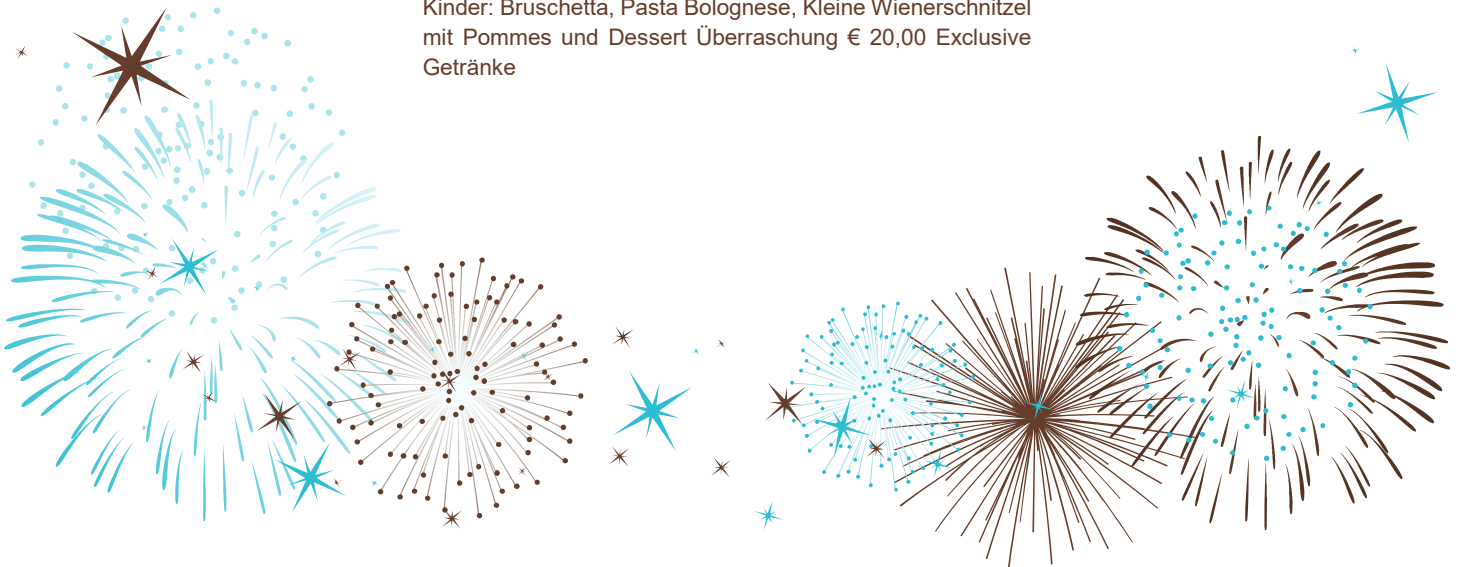 Kinder: Bruschetta, Pasta Bolognese, Kleine Wienerschnitzel
mit Pommes und Dessert Überraschung € 20,00 Exclusive
Getränke